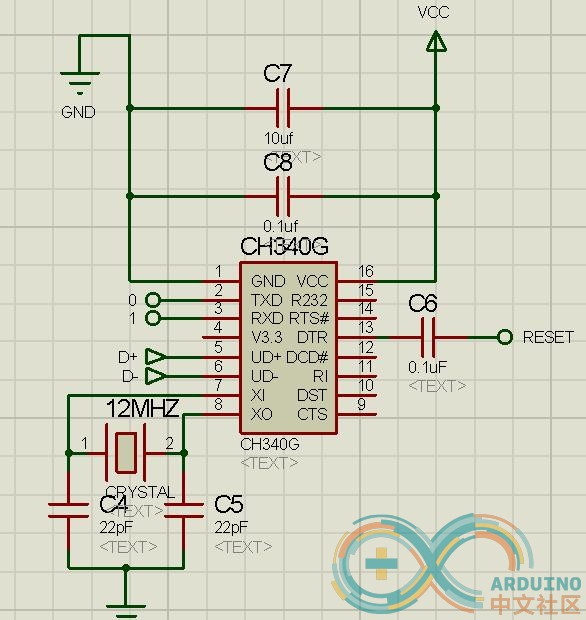 VCC
GND
C7
10uf
<TEXT>
C8
0.1uf
<TEXT>
CH340G
1 GND VCC 16
0 2 TXD R232 15
1 3 RXD RTS# 14
4 V3.3 DTR 13
C6
0.1uF
<TEXT>
RESET
D+ 5 UD+ DCD# 12
D- 6 UD- RI 11
7 XI DST 10
8 XO CTS 9
CH340G
<TEXT>
12MHZ
1 2
CRYSTAL
<TEXT>
C4
22pF
<TEXT>
C5
22pF
<TEXT>
ARDUINO
中文社区